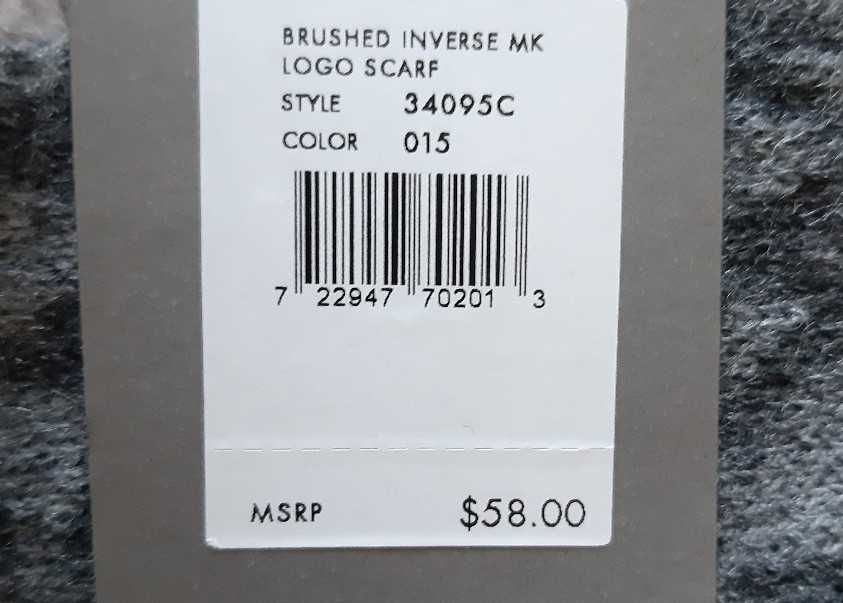 BRUSHED INVERSE MK
LOGO SCARF
STYLE 34095C
COLOR 015
7 22947 70201 3
MSRP $58.00